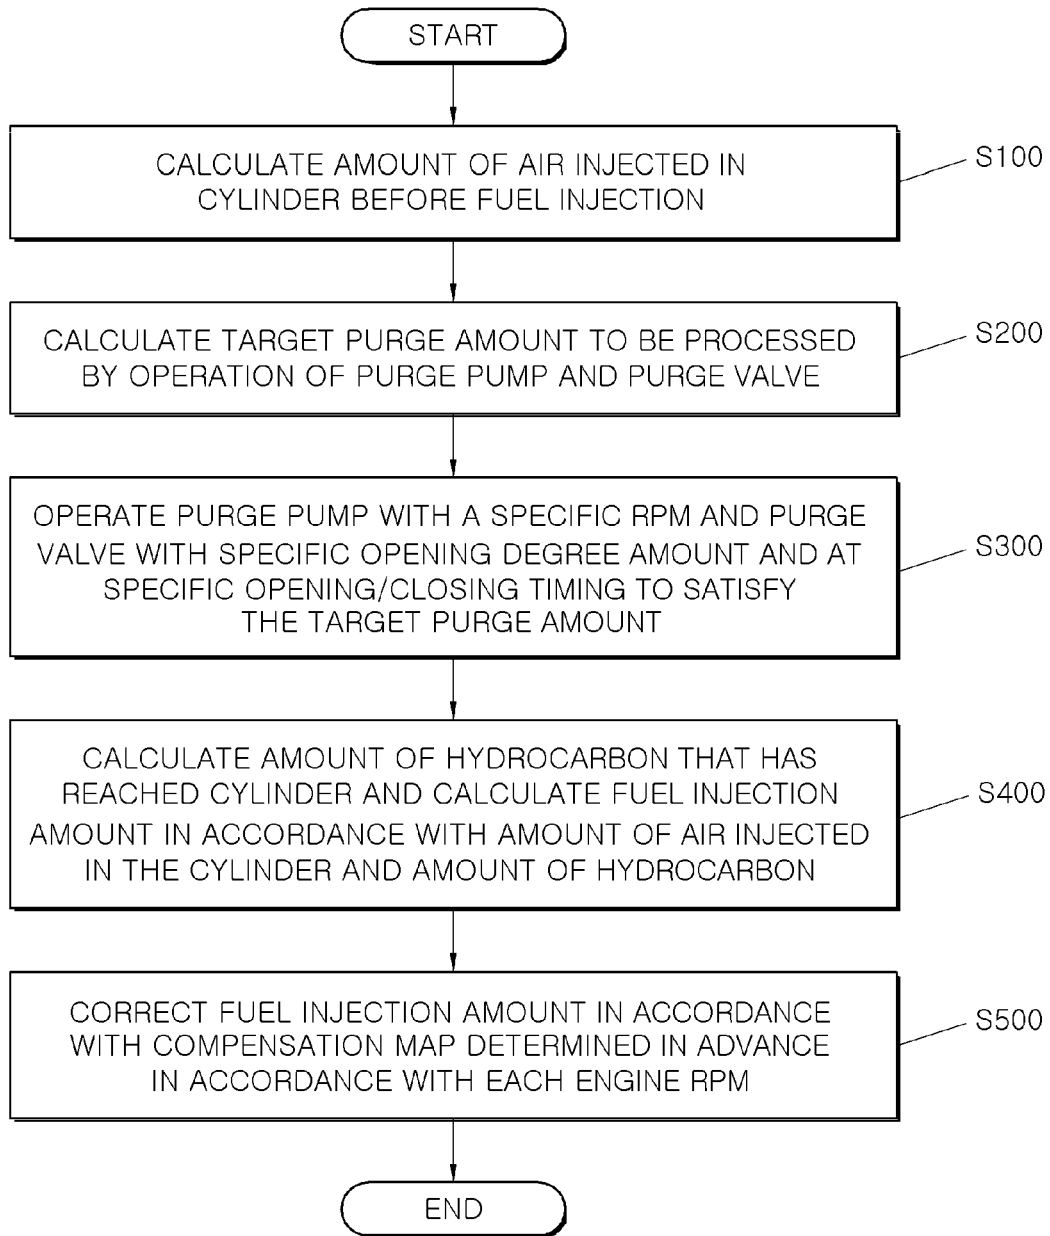 START
CALCULATE AMOUNT OF AIR INJECTED IN
CYLINDER BEFORE FUEL INJECTION
S100
CALCULATE TARGET PURGE AMOUNT TO BE PROCESSED
BY OPERATION OF PURGE PUMP AND PURGE VALVE
S200
OPERATE PURGE PUMP WITH A SPECIFIC RPM AND PURGE
VALVE WITH SPECIFIC OPENING DEGREE AMOUNT AND AT
SPECIFIC OPENING/CLOSING TIMING TO SATISFY
THE TARGET PURGE AMOUNT
S300
CALCULATE AMOUNT OF HYDROCARBON THAT HAS
REACHED CYLINDER AND CALCULATE FUEL INJECTION
AMOUNT IN ACCORDANCE WITH AMOUNT OF AIR INJECTED
IN THE CYLINDER AND AMOUNT OF HYDROCARBON
S400
CORRECT FUEL INJECTION AMOUNT IN ACCORDANCE
WITH COMPENSATION MAP DETERMINED IN ADVANCE
IN ACCORDANCE WITH EACH ENGINE RPM
S500
END